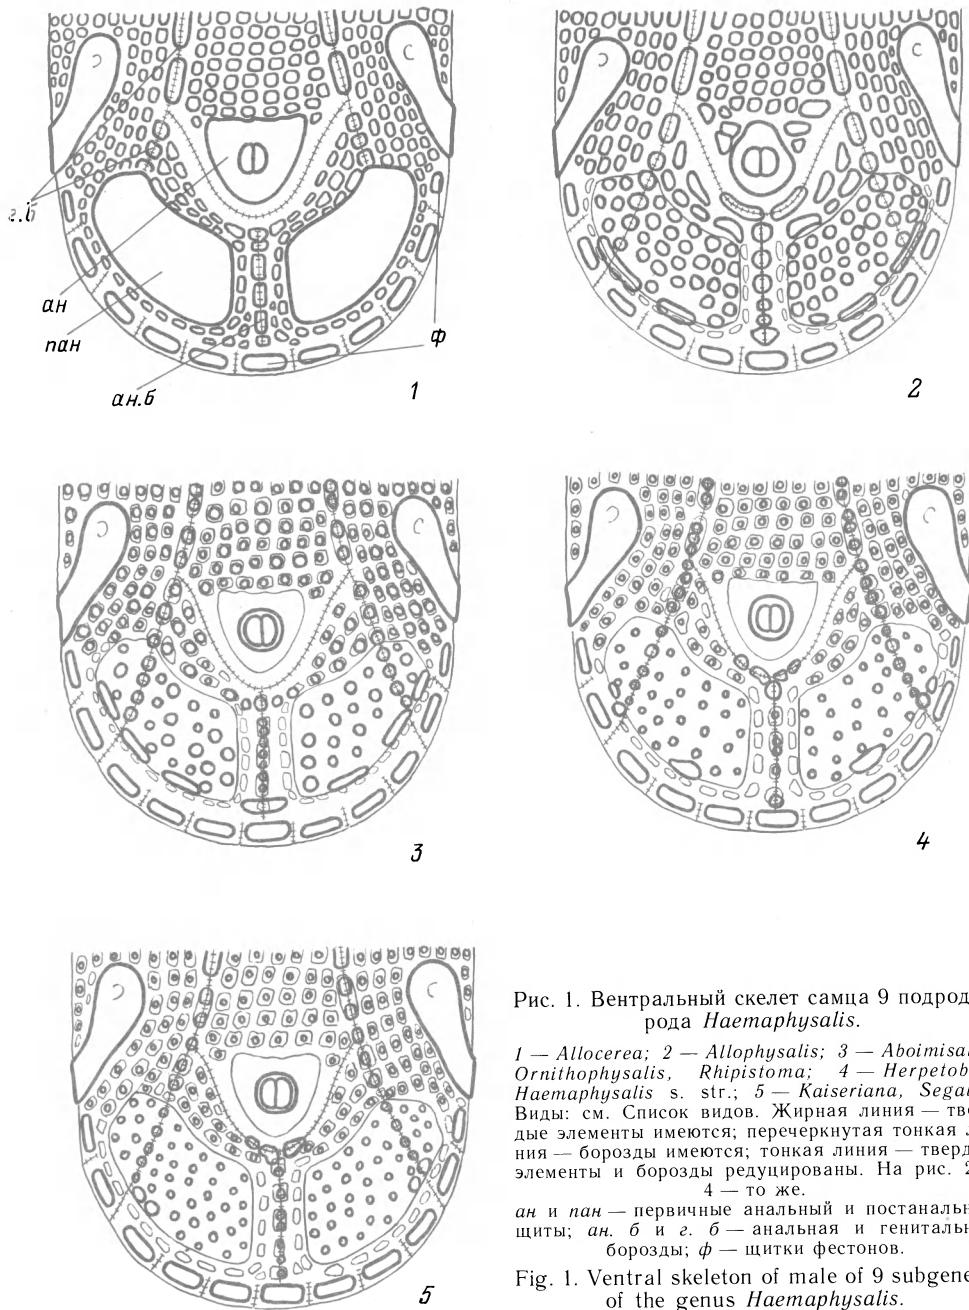 г.б
ан
пан
ан.б
ф
1
2
3
4
5
Рис. 1. Вентральный скелет самца 9 подрод
рода Haemaphysalis.
1 — Allocerea; 2 — Allophysalis; 3 — Aboimisal
Ornithophysalis, Rhipistoma; 4 — Herpetob
Haemaphysalis s. str.; 5 — Kaiseriana, Segal
Виды: см. Список видов. Жирная линия — тве
дые элементы имеются; перечеркнутая тонкая л
ния — борозды имеются; тонкая линия — тверд
элементы и борозды редуцированы. На рис. 2
4 — то же.
ан и пан — первичные анальный и постанальн
щиты; ан. б и г. б — анальная и генитальн
борозды; ф — щитки фестонов.
Fig. 1. Ventral skeleton of male of 9 subgene
of the genus Haemaphysalis.